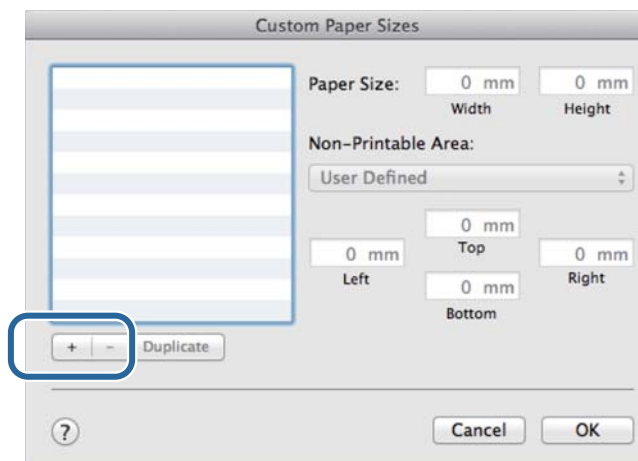 Custom Paper Sizes
Paper Size: 0 mm 0 mm
Width Height
Non-Printable Area:
User Defined
0 mm
Top
0 mm 0 mm
Left Right
0 mm
Bottom
+ - Duplicate
? Cancel OK